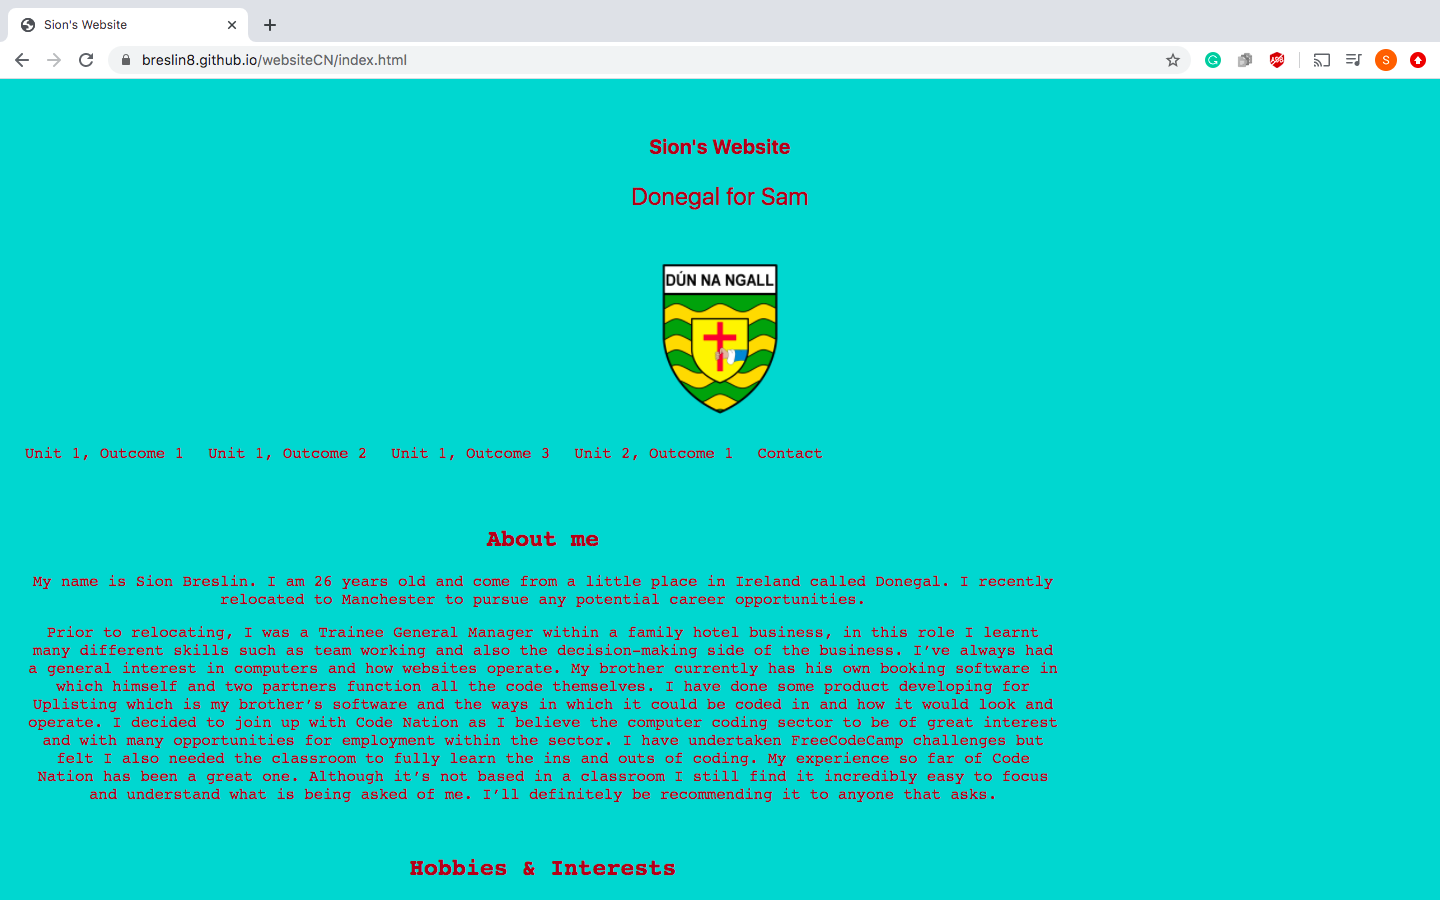 Sion's Website
breslin8.github.io/websiteCN/index.html
ABP
S
Sion's Website
Donegal for Sam
DÚN NA NGALL
Unit 1, Outcome 1 Unit 1, Outcome 2 Unit 1, Outcome 3 Unit 2, Outcome 1 Contact
About me
My name is Sion Breslin. I am 26 years old and come from a little place in Ireland called Donegal. I recently
relocated to Manchester to pursue any potential career opportunities.
Prior to relocating, I was a Trainee General Manager within a family hotel business, in this role I learnt
many different skills such as team working and also the decision-making side of the business. I’ve always had
a general interest in computers and how websites operate. My brother currently has his own booking software in
which himself and two partners function all the code themselves. I have done some product developing for
Uplisting which is my brother’s software and the ways in which it could be coded in and how it would look and
operate. I decided to join up with Code Nation as I believe the computer coding sector to be of great interest
and with many opportunities for employment within the sector. I have undertaken FreeCodeCamp challenges but
felt I also needed the classroom to fully learn the ins and outs of coding. My experience so far of Code
Nation has been a great one. Although it’s not based in a classroom I still find it incredibly easy to focus
and understand what is being asked of me. I’ll definitely be recommending it to anyone that asks.
Hobbies & Interests